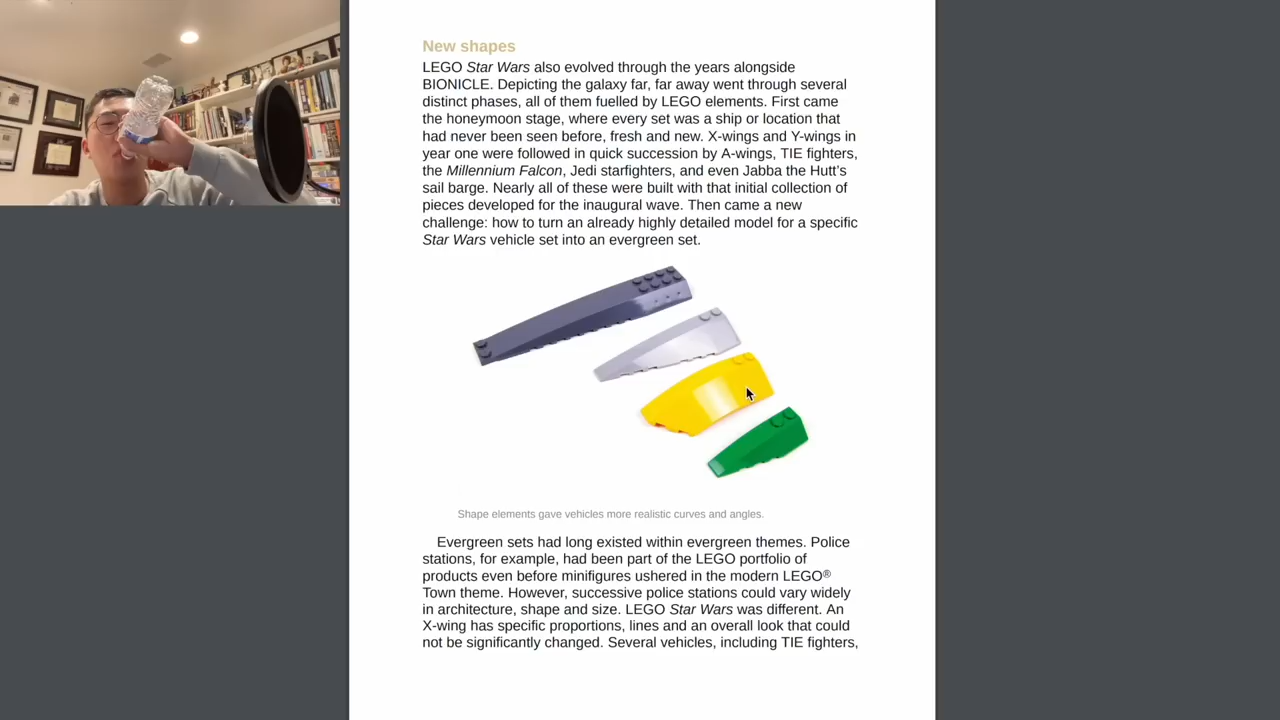 New shapes
LEGO Star Wars also evolved through the years alongside
BIONICLE. Depicting the galaxy far, far away went through several
distinct phases, all of them fuelled by LEGO elements. First came
the honeymoon stage, where every set was a ship or location that
had never been seen before, fresh and new. X-wings and Y-wings in
year one were followed in quick succession by A-wings, TIE fighters,
the Millennium Falcon, Jedi starfighters, and even Jabba the Hutt’s
sail barge. Nearly all of these were built with that initial collection of
pieces developed for the inaugural wave. Then came a new
challenge: how to turn an already highly detailed model for a specific
Star Wars vehicle set into an evergreen set.
Shape elements gave vehicles more realistic curves and angles.
Evergreen sets had long existed within evergreen themes. Police
stations, for example, had been part of the LEGO portfolio of
products even before minifigures ushered in the modern LEGO®
Town theme. However, successive police stations could vary widely
in architecture, shape and size. LEGO Star Wars was different. An
X-wing has specific proportions, lines and an overall look that could
not be significantly changed. Several vehicles, including TIE fighters,